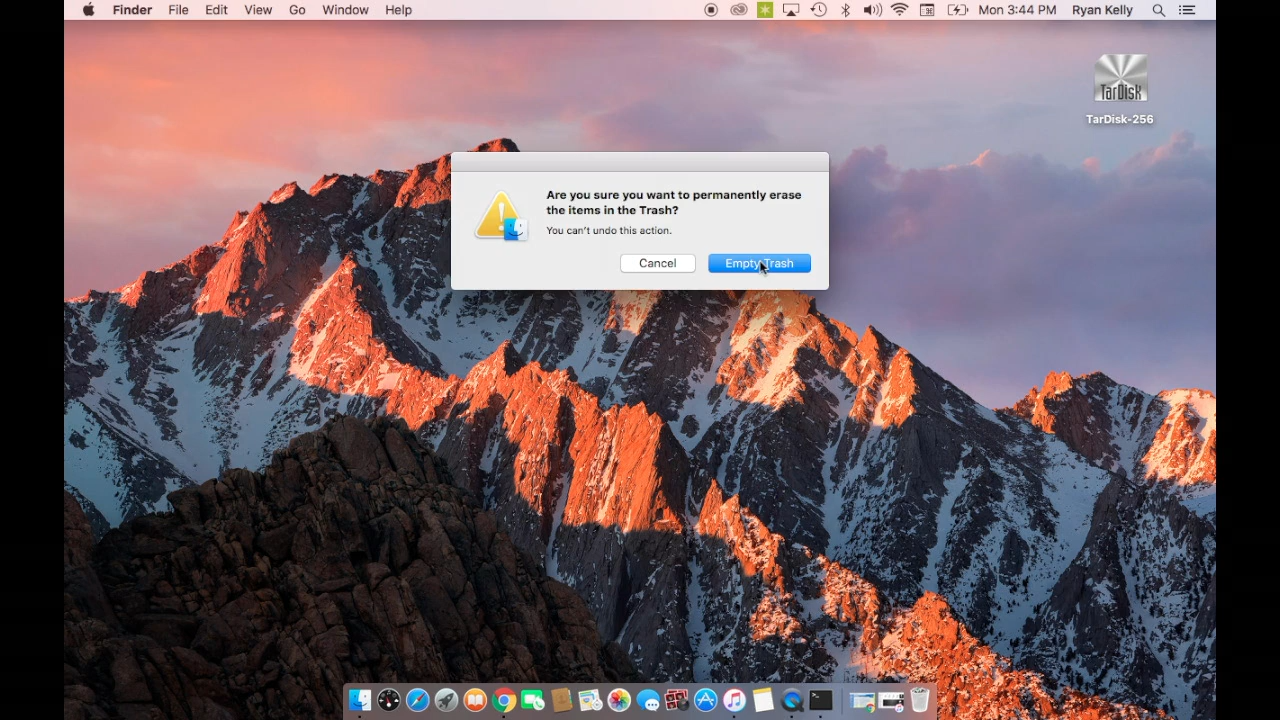 Finder File Edit View Go Window Help Mon 3:44 PM Ryan Kelly
TarDisk
TarDisk-256
Are you sure you want to permanently erase
the items in the Trash?
You can't undo this action.
Cancel Empty Trash